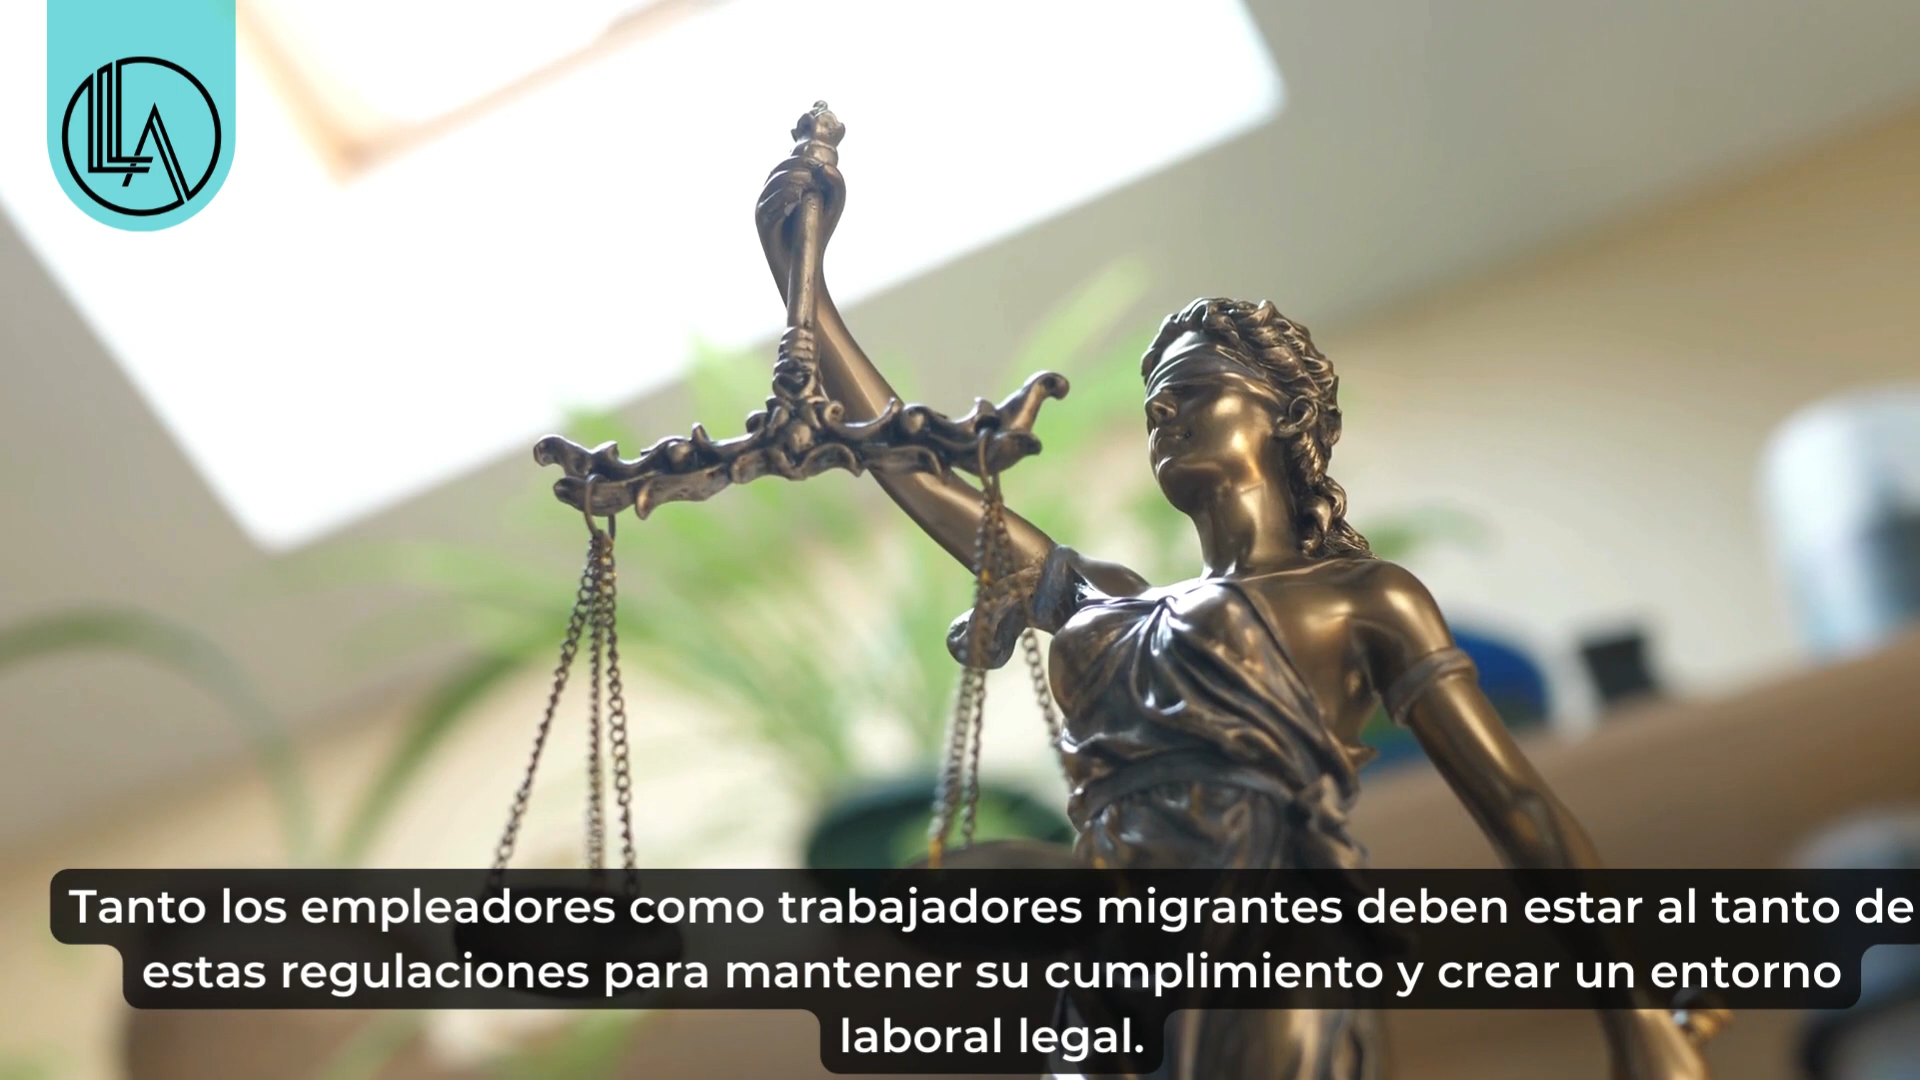 LA
Tanto los empleadores como trabajadores migrantes deben estar al tanto de
estas regulaciones para mantener su cumplimiento y crear un entorno
laboral legal.